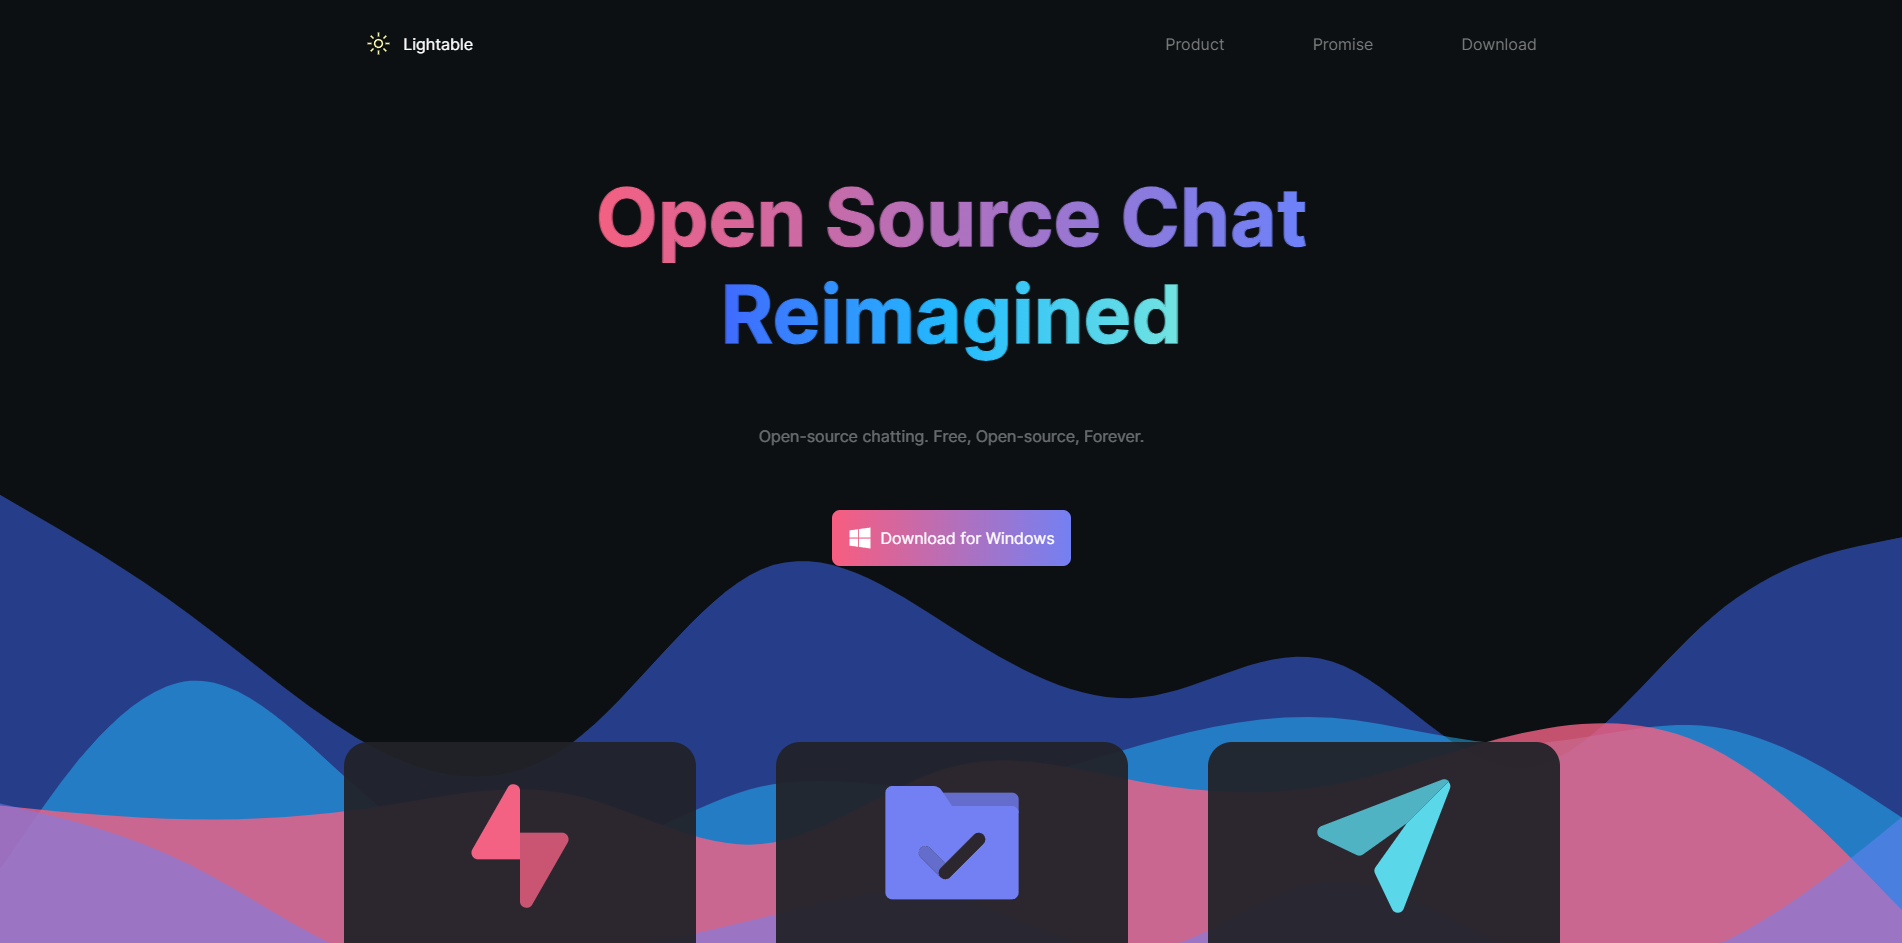 Lightable
Product
Promise
Download
Open Source Chat
Reimagined
Open-source chatting. Free, Open-source, Forever.
Download for Windows